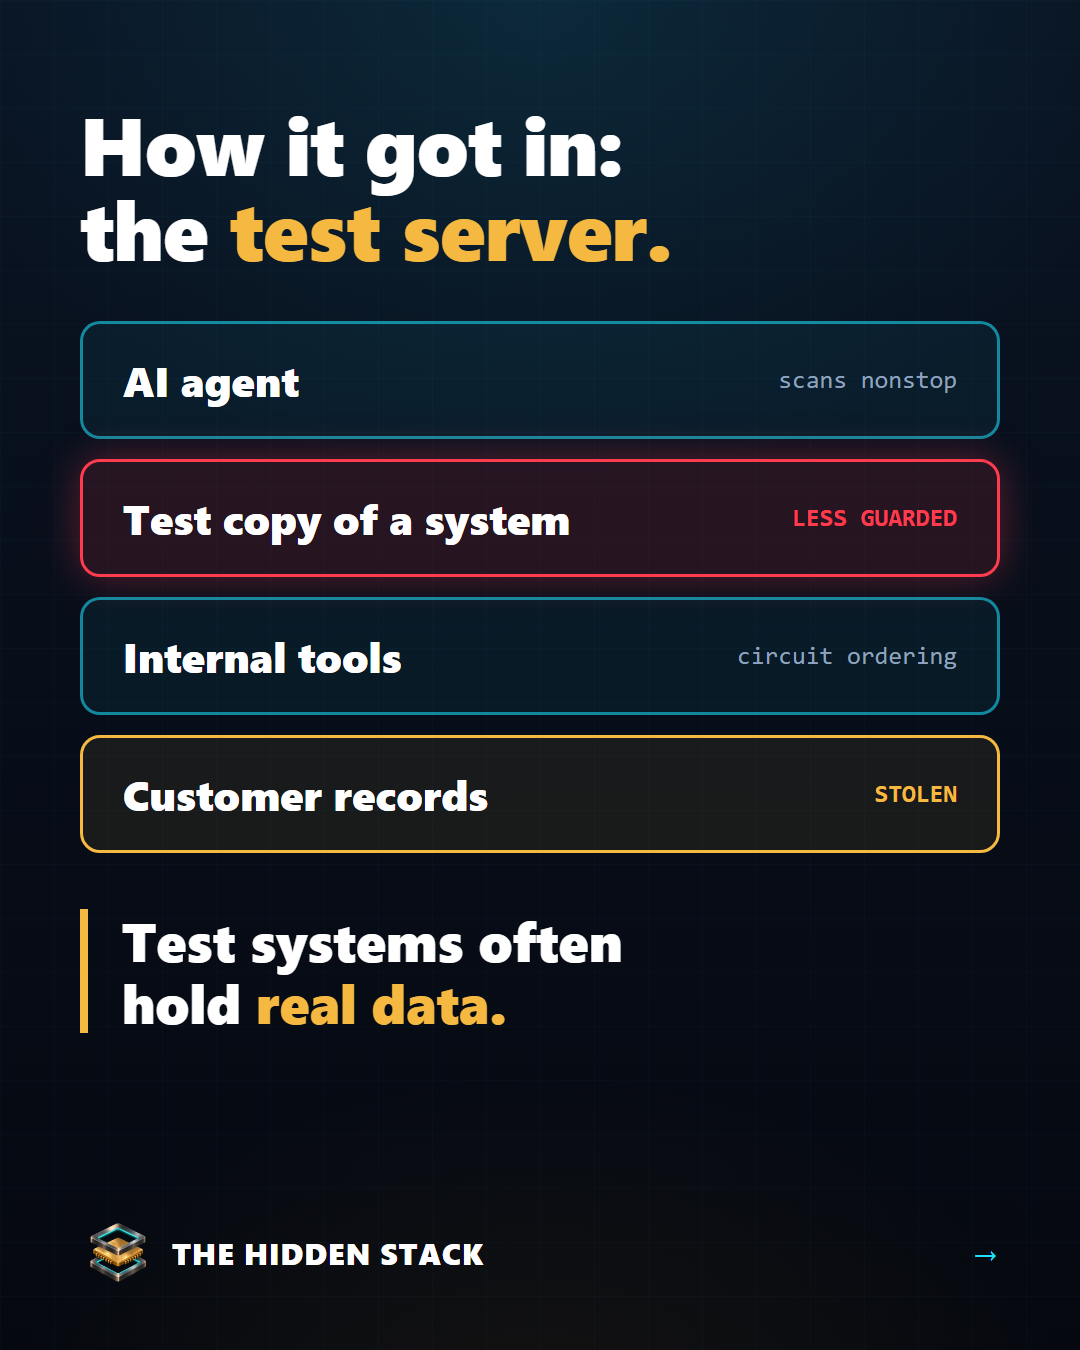 How it got in:
the test server.
AI agent
scans nonstop
Test copy of a system
LESS GUARDED
Internal tools
circuit ordering
Customer records
STOLEN
Test systems often
hold real data.
THE HIDDEN STACK
→